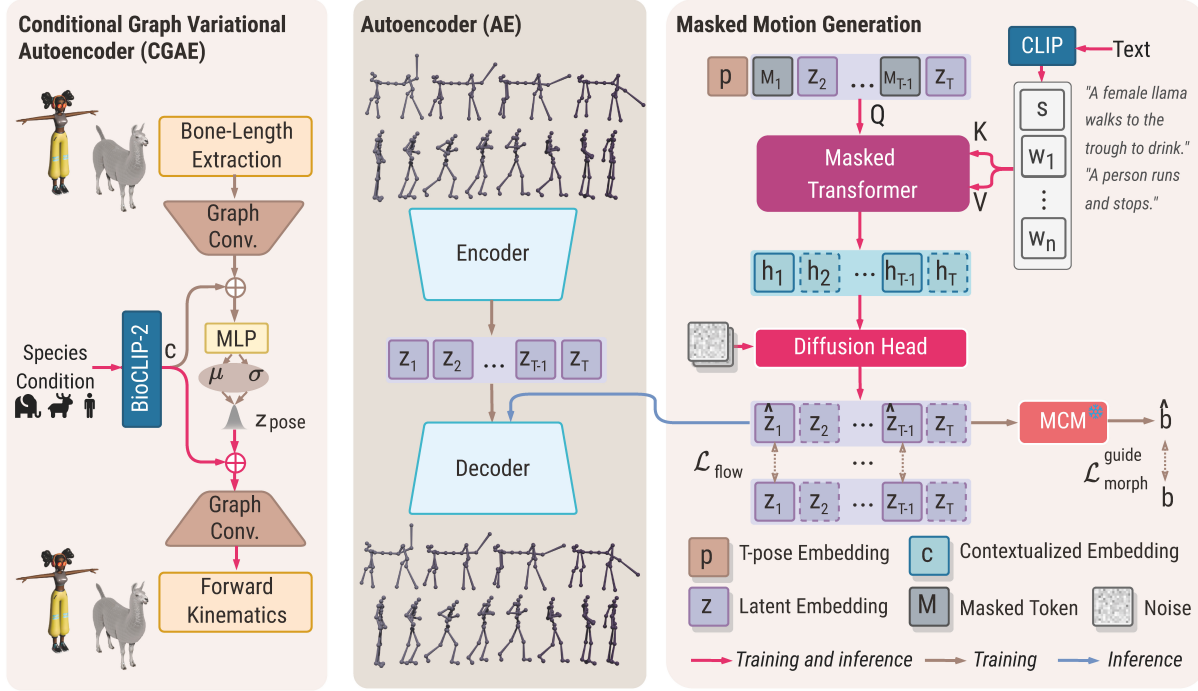 Conditional Graph Variational
Autoencoder (CGAE)
Bone-Length
Extraction
Graph
Conv.
MLP
μ σ
z pose
Species
Condition
BioCLIP-2
C
Graph
Conv.
Forward
Kinematics
Autoencoder (AE)
Encoder
z1 z2 ... zT-1 zT
Decoder
Masked Motion Generation
p M1 z2 ... MT-1 zT
Q
Masked
Transformer
K
V
CLIP
Text
s
w1
⋮
wn
"A female llama
walks to the
trough to drink."
"A person runs
and stops."
h1 h2 ... hT-1 hT
Diffusion Head
ẑ1 z2 ... ẑT-1 zT
MCM
b̂
ℒ flow
...
ℒ guide morph
b
z1 z2 ... zT-1 zT
p T-pose Embedding
c Contextualized Embedding
z Latent Embedding
M Masked Token
Noise
Training and inference
Training
Inference